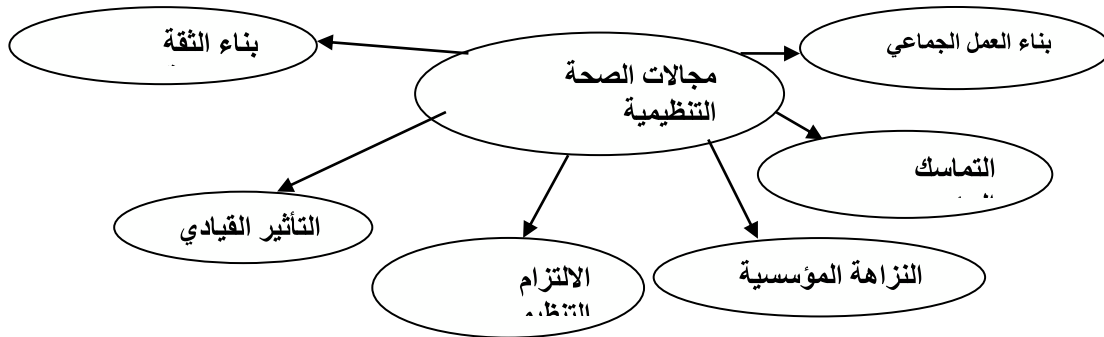 بناء العمل الجماعي
بناء الثقة
مجالات الصحة
التنظيمية
التماسك
التأثير القيادي
النزاهة المؤسسية
الالتزام